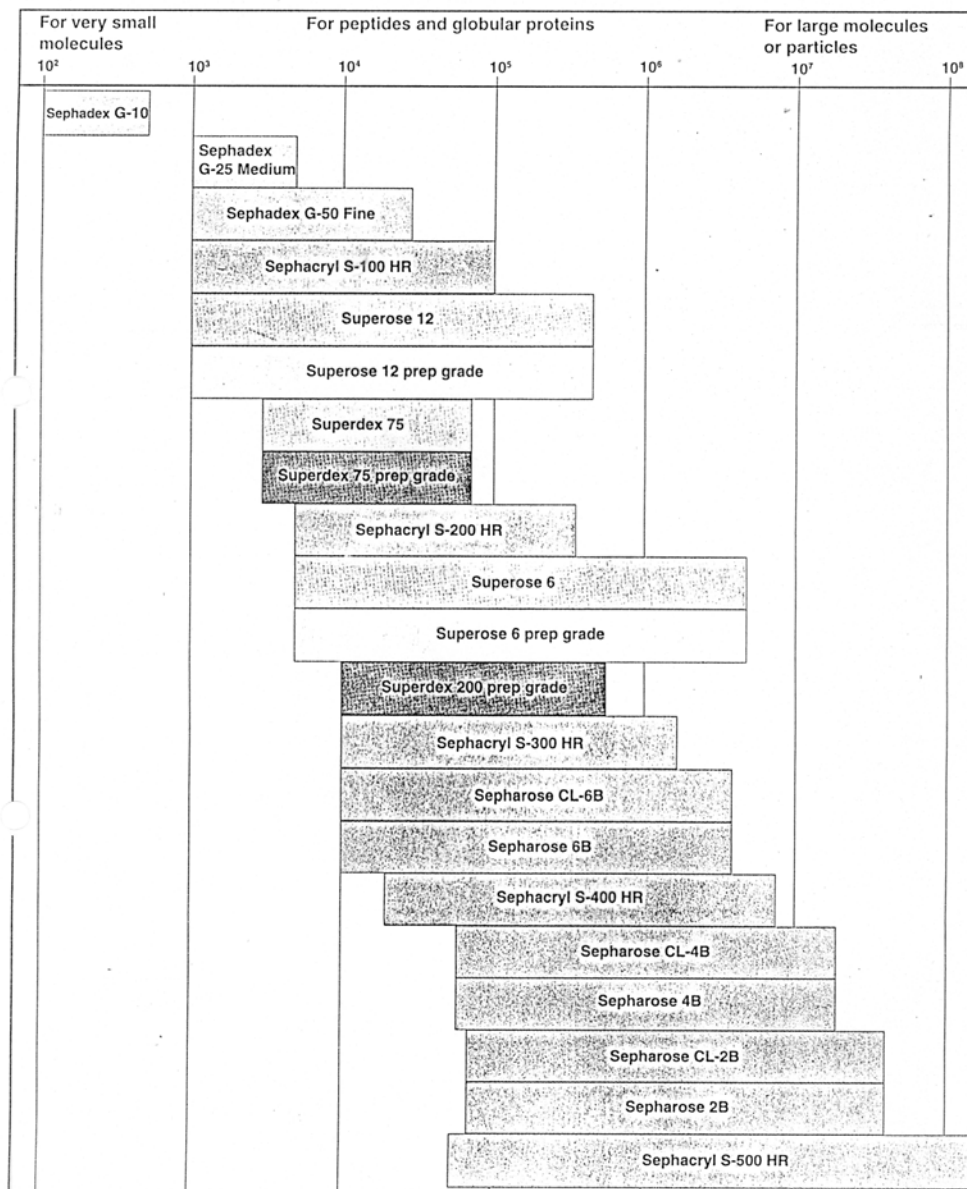 For very small
molecules
For peptides and globular proteins
For large molecules
or particles
10² 10³ 10⁴ 10⁵ 10⁶ 10⁷ 10⁸
Sephadex G-10
Sephadex
G-25 Medium
Sephadex G-50 Fine
Sephacryl S-100 HR
Superose 12
Superose 12 prep grade
Superdex 75
Superdex 75 prep grade
Sephacryl S-200 HR
Superose 6
Superose 6 prep grade
Superdex 200 prep grade
Sephacryl S-300 HR
Sepharose CL-6B
Sepharose 6B
Sephacryl S-400 HR
Sepharose CL-4B
Sepharose 4B
Sepharose CL-2B
Sepharose 2B
Sephacryl S-500 HR